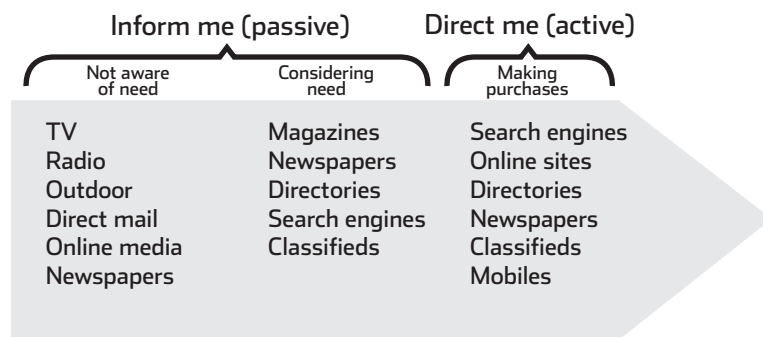 Inform me (passive)
Direct me (active)
Not aware
of need
Considering
need
Making
purchases
TV
Radio
Outdoor
Direct mail
Online media
Newspapers
Magazines
Newspapers
Directories
Search engines
Classifieds
Search engines
Online sites
Directories
Newspapers
Classifieds
Mobiles